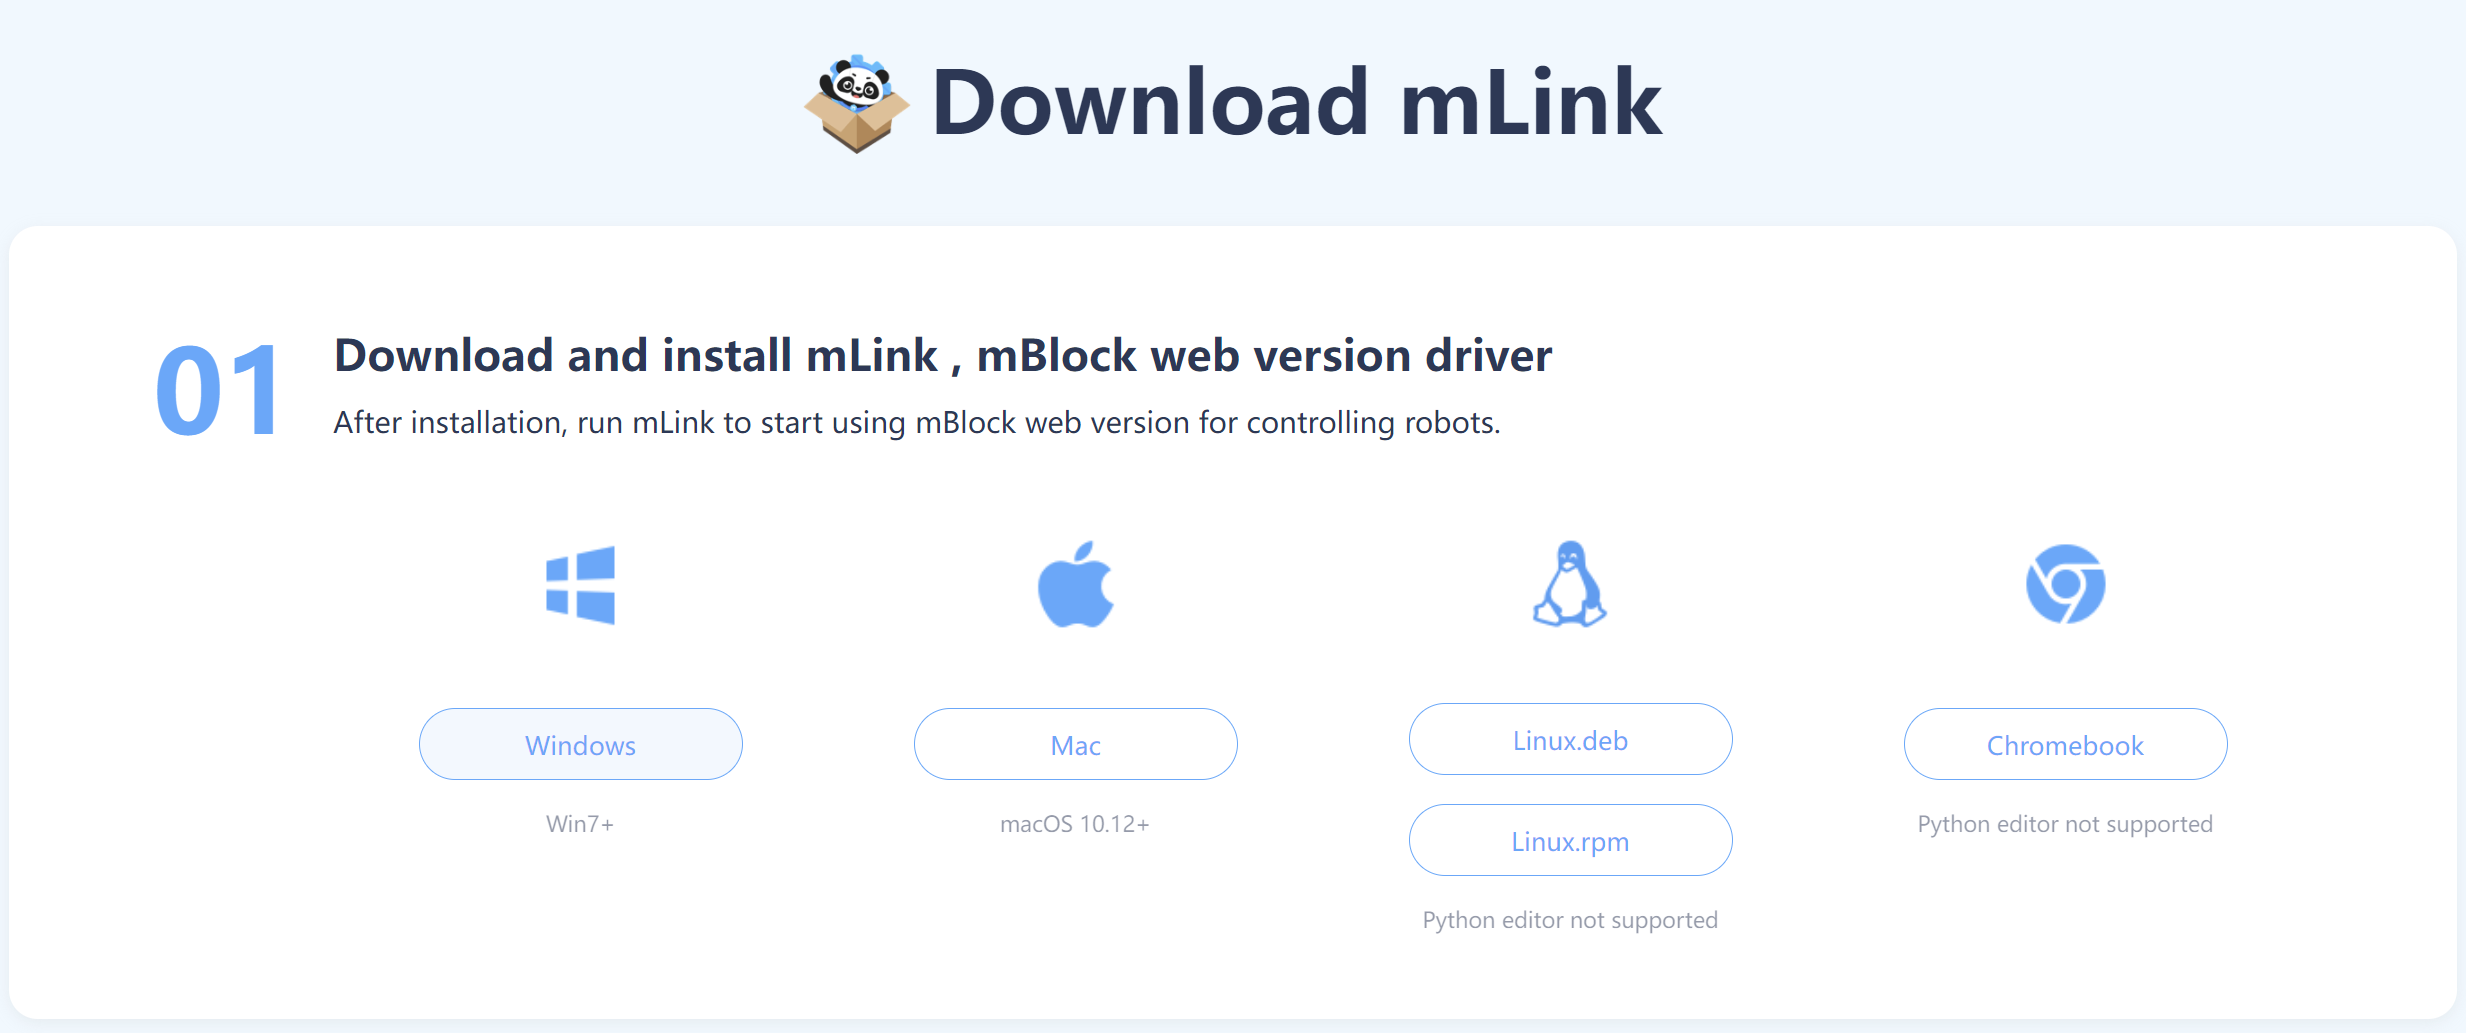 Download mLink
01
Download and install mLink , mBlock web version driver
After installation, run mLink to start using mBlock web version for controlling robots.
Windows
Win7+
Mac
macOS 10.12+
Linux.deb
Linux.rpm
Python editor not supported
Chromebook
Python editor not supported